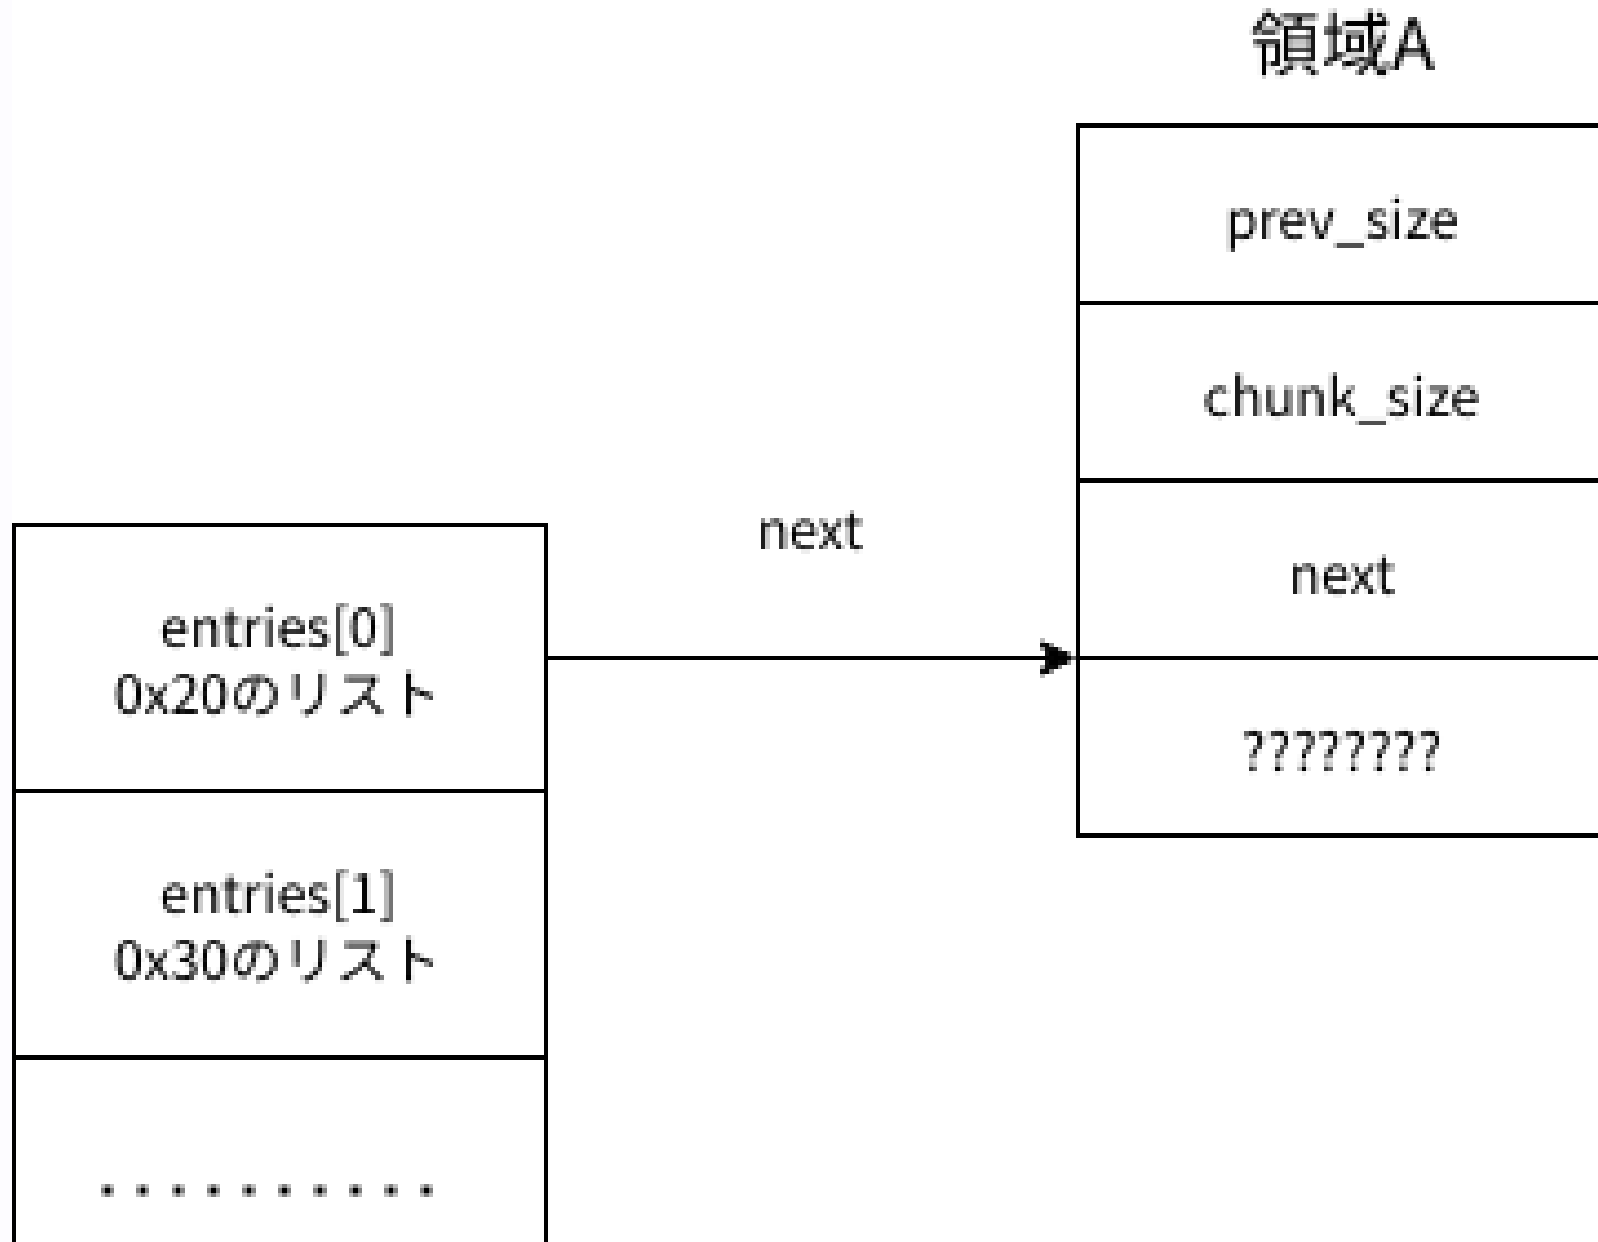 領域A
prev_size
chunk_size
next
next
????????
entries[0]
0x20のリスト
entries[1]
0x30のリスト
..........